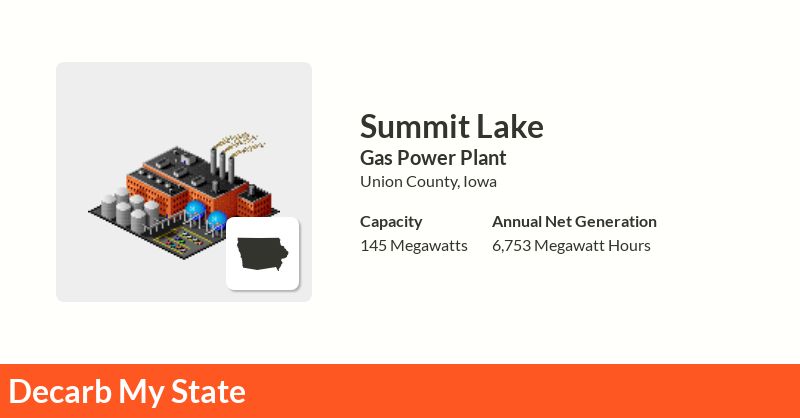 Summit Lake
Gas Power Plant
Union County, Iowa
Capacity
145 Megawatts
Annual Net Generation
6,753 Megawatt Hours
Decarb My State